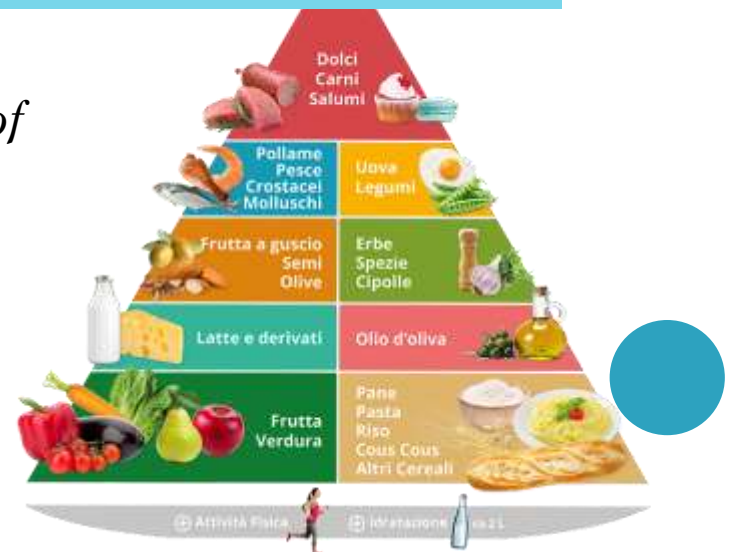 of
Dolci
Carni
Salumi
Pollame
Pesce
Crostacei
Molluschi
Uova
Legumi
Frutta a guscio
Semi
Olive
Erbe
Spezie
Cipolle
Latte e derivati
Olio d'oliva
Frutta
Verdura
Pane
Pasta
Riso
Cous Cous
Altri Cereali
Attività Fisica
Idratazione